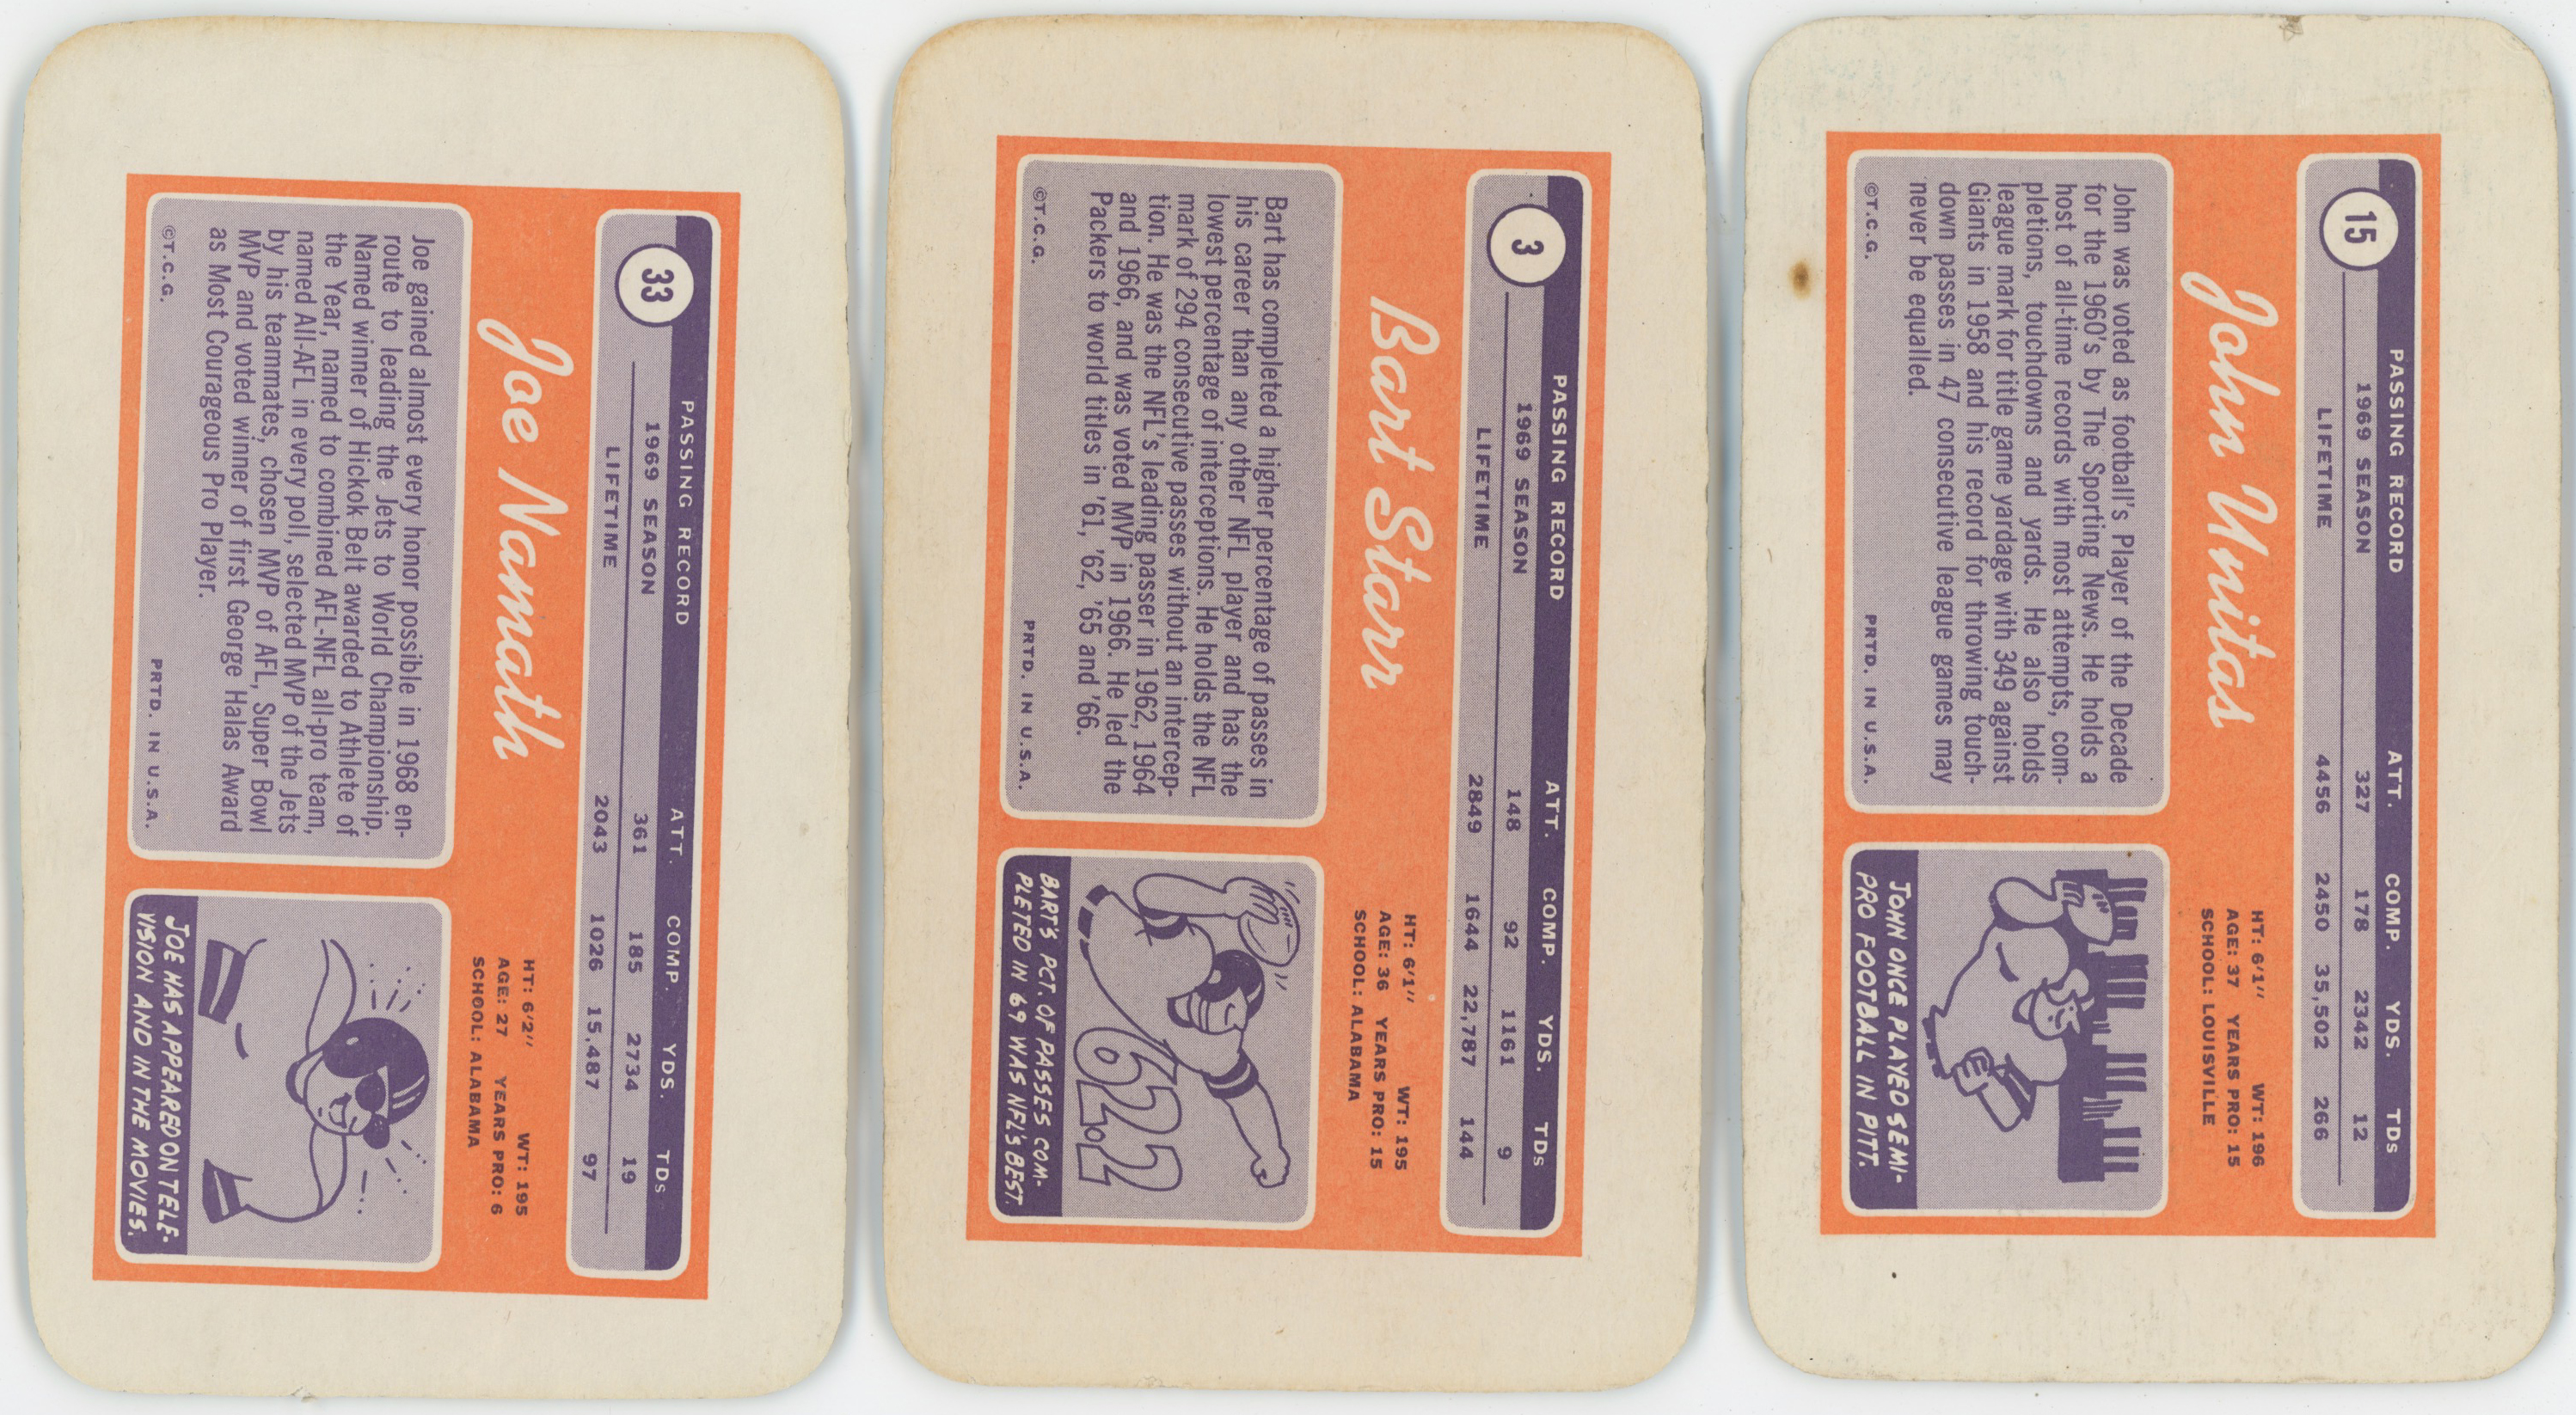 33
PASSING RECORD ATT. COMP. YDS. TDs
1969 SEASON 361 185 2734 19
LIFETIME 2043 1026 15,487 97
Joe Namath
HT: 6'2" WT: 195
AGE: 27 YEARS PRO: 6
SCHOOL: ALABAMA
Joe gained almost every honor possible in 1968 en-
route to leading the Jets to World Championship.
Named winner of Hickok Belt awarded to Athlete of
the Year, named to combined AFL-NFL all-pro team,
named All-AFL in every poll, selected MVP of the Jets
by his teammates, chosen MVP of AFL, Super Bowl
MVP and voted winner of first George Halas Award
as Most Courageous Pro Player.
©T.C.G. PRTD. IN U.S.A.
JOE HAS APPEARED ON TELE-
VISION AND IN THE MOVIES.
3
PASSING RECORD ATT. COMP. YDS. TDs
1969 SEASON 148 92 1161 9
LIFETIME 2849 1644 22,787 144
Bart Starr
HT: 6'1" WT: 195
AGE: 36 YEARS PRO: 15
SCHOOL: ALABAMA
Bart has completed a higher percentage of passes in
his career than any other NFL player and has the
lowest percentage of interceptions. He holds the NFL
mark of 294 consecutive passes without an intercep-
tion. He was the NFL's leading passer in 1962, 1964
and 1966, and was voted MVP in 1966. He led the
Packers to world titles in '61, '62, '65 and '66.
©T.C.G. PRTD. IN U.S.A.
62.2
BART'S PCT. OF PASSES COM-
PLETED IN 69 WAS NFL'S BEST.
15
PASSING RECORD ATT. COMP. YDS. TDs
1969 SEASON 327 178 2342 12
LIFETIME 4456 2450 35,502 266
John Unitas
HT: 6'1" WT: 196
AGE: 37 YEARS PRO: 15
SCHOOL: LOUISVILLE
John was voted as football's Player of the Decade
for the 1960's by The Sporting News. He holds a
host of all-time records with most attempts, com-
pletions, touchdowns and yards. He also holds
league mark for title game yardage with 349 against
Giants in 1958 and his record for throwing touch-
down passes in 47 consecutive league games may
never be equalled.
©T.C.G. PRTD. IN U.S.A.
JOHN ONCE PLAYED SEMI-
PRO FOOTBALL IN PITT.